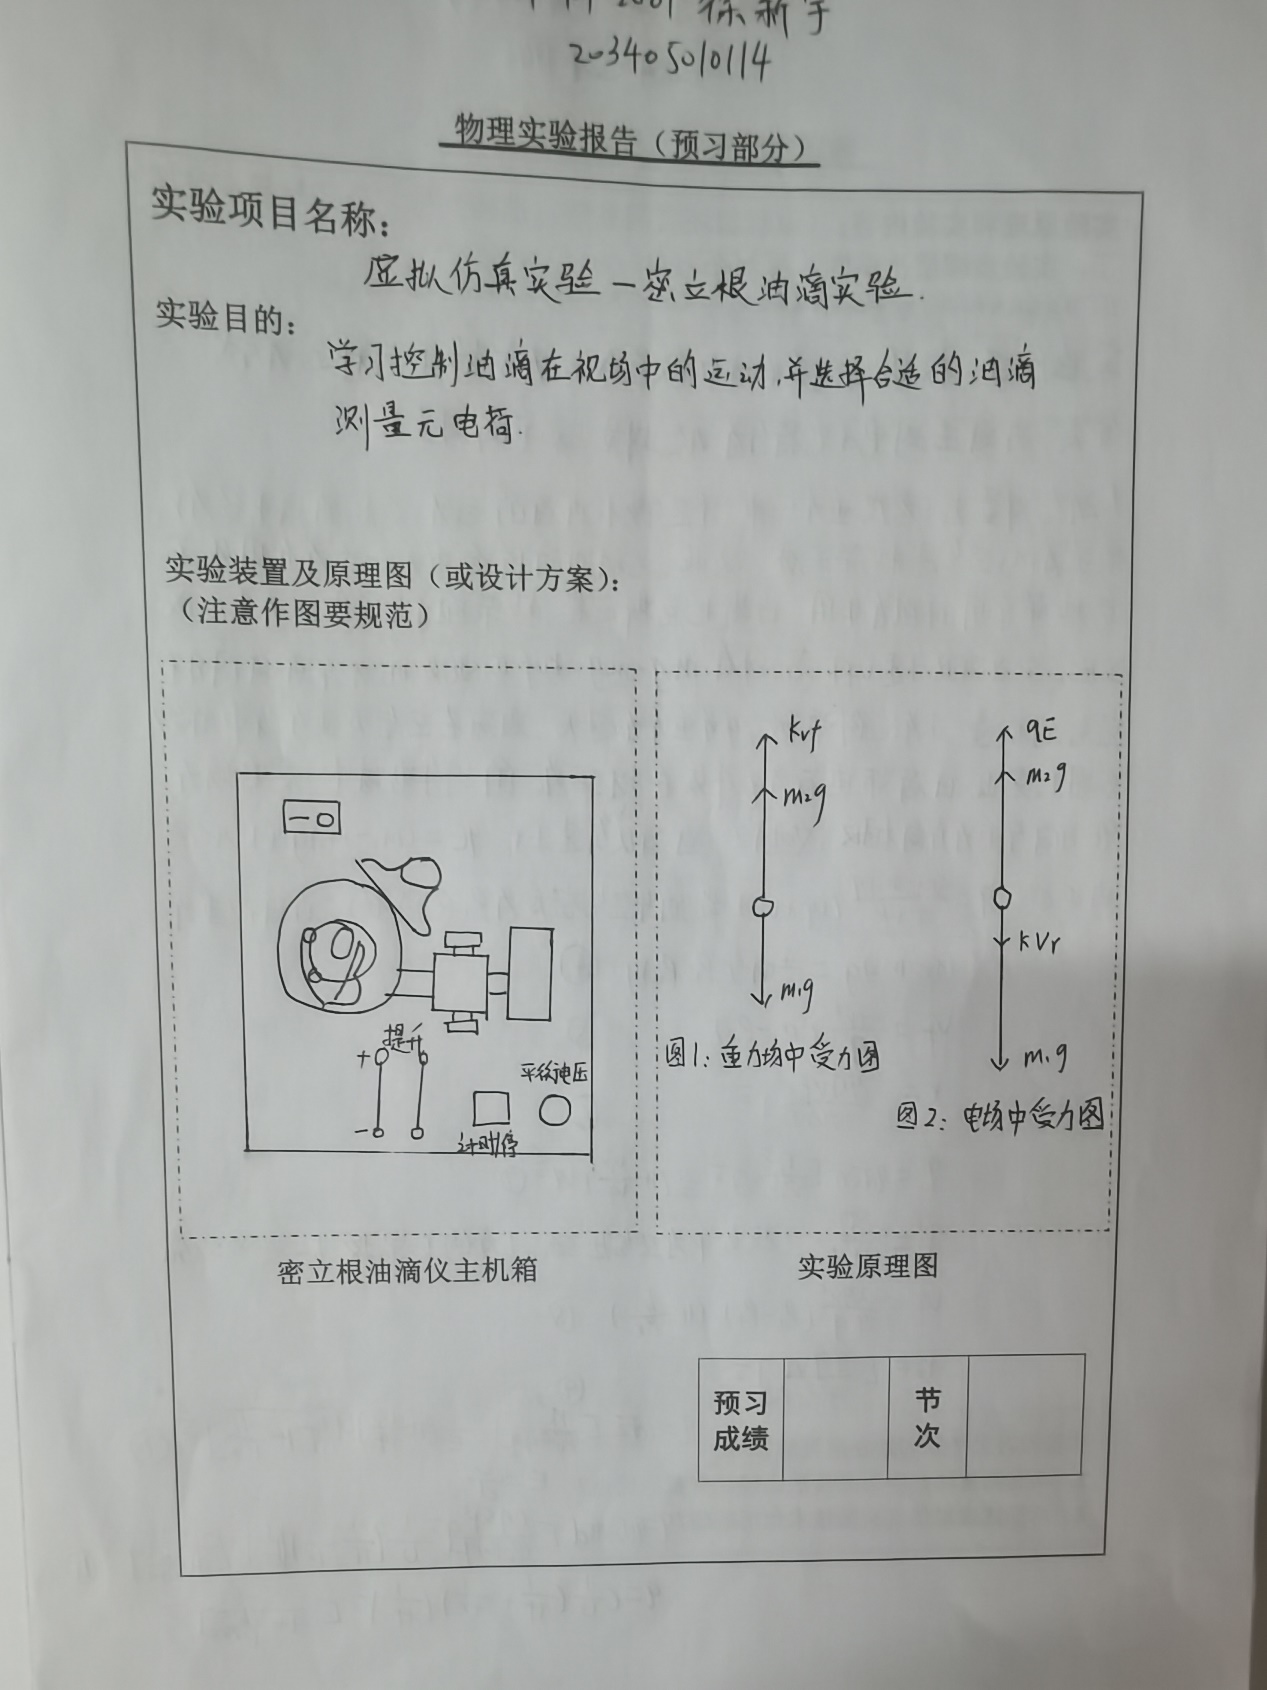 2001 徐新宇
203405010114
物理实验报告（预习部分）
实验项目名称：
虚拟仿真实验—密立根油滴实验.
实验目的：
学习控制油滴在视场中的运动,并选择合适的油滴
测量元电荷.
实验装置及原理图（或设计方案）：
（注意作图要规范）
kvf
m2g
m1g
图1：重力场中受力图
qE
m2g
kVr
m1g
图2：电场中受力图
提升
+
平衡电压
−
计时/停
密立根油滴仪主机箱
实验原理图
预习成绩
节次